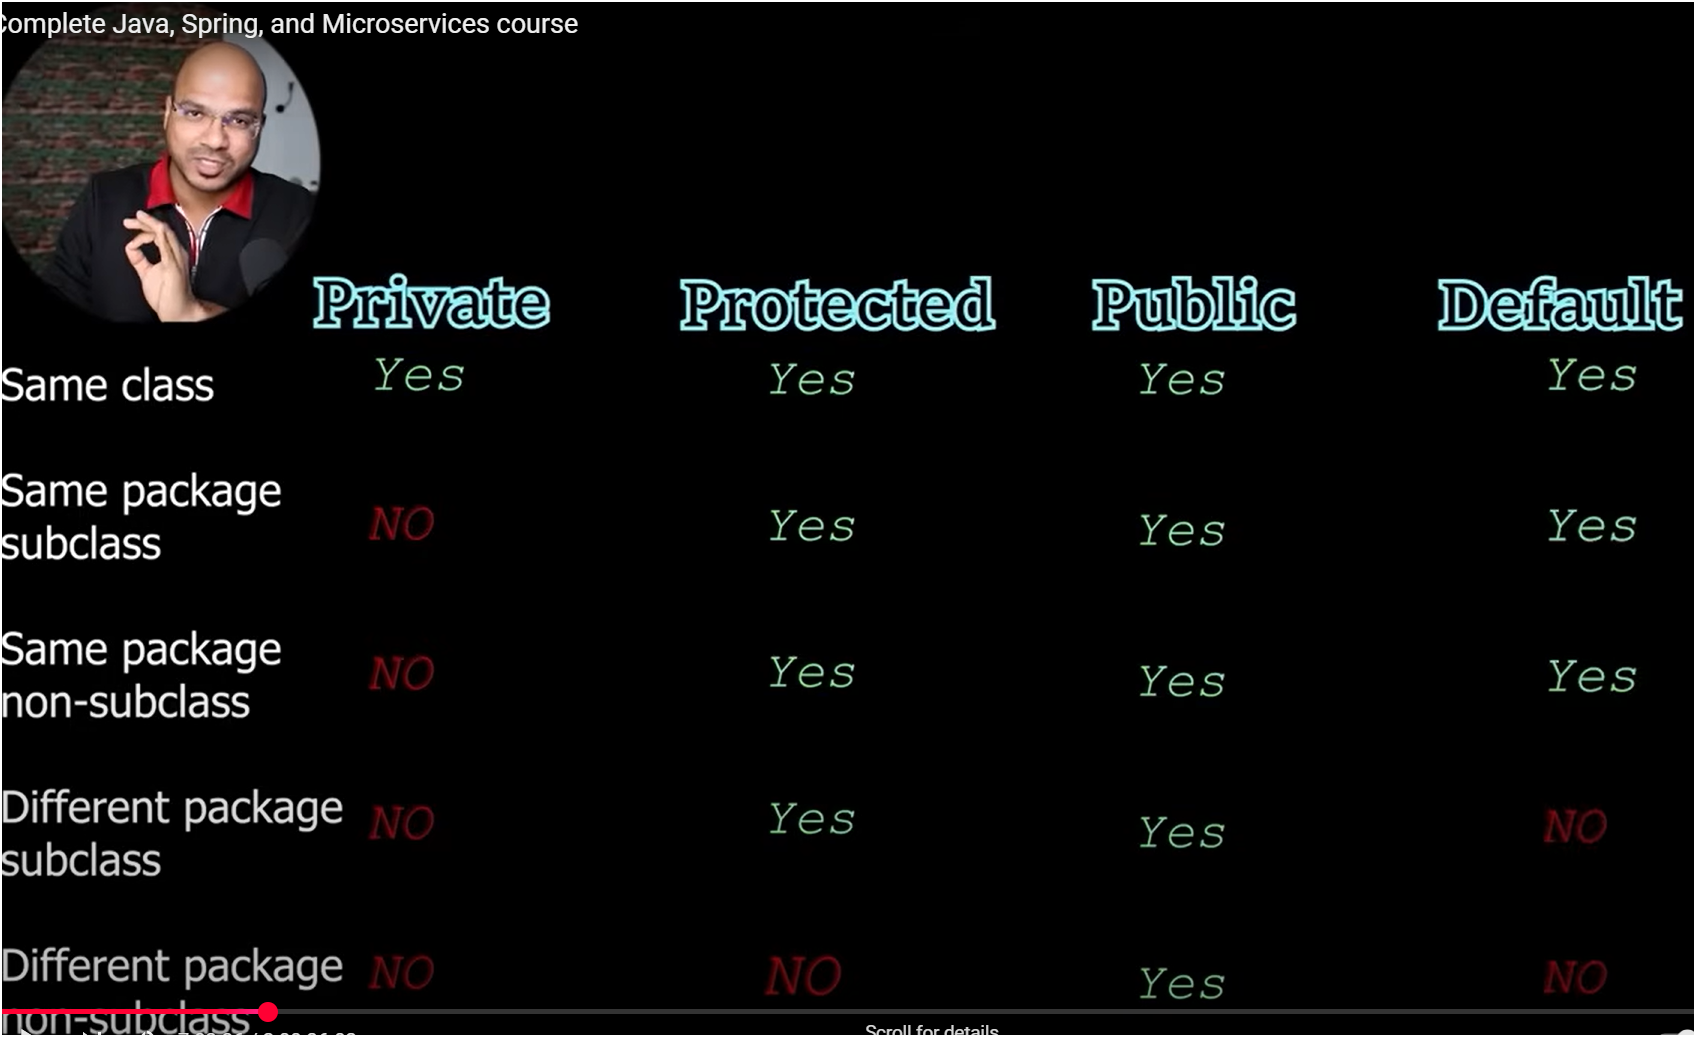 Complete Java, Spring, and Microservices course
Private Protected Public Default
Same class Yes Yes Yes Yes
Same package
subclass NO Yes Yes Yes
Same package
non-subclass NO Yes Yes Yes
Different package
subclass NO Yes Yes NO
Different package
non-subclass NO NO Yes NO
Scroll for details